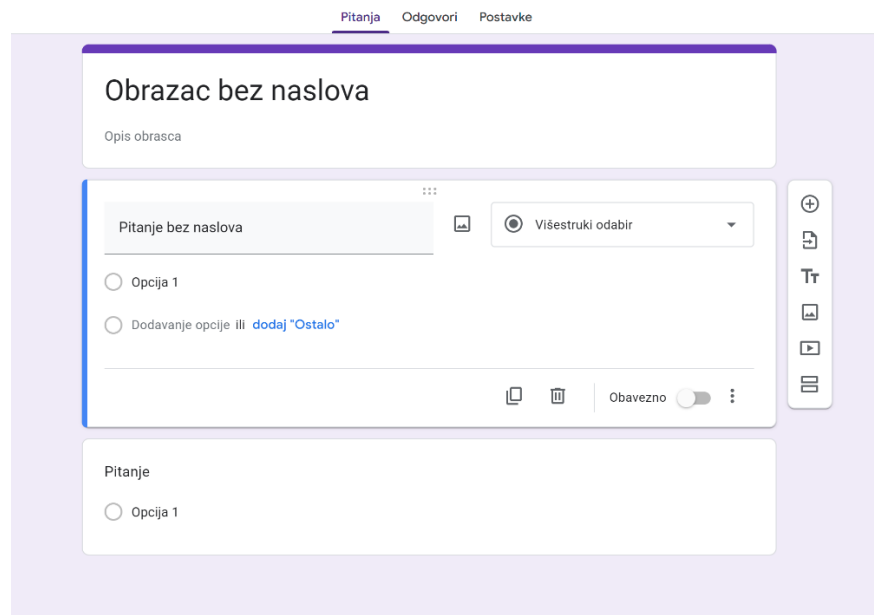 Pitanja Odgovori Postavke
Obrazac bez naslova
Opis obrasca
Pitanje bez naslova
Višestruki odabir
Opcija 1
Dodavanje opcije ili dodaj "Ostalo"
Obavezno
Pitanje
Opcija 1